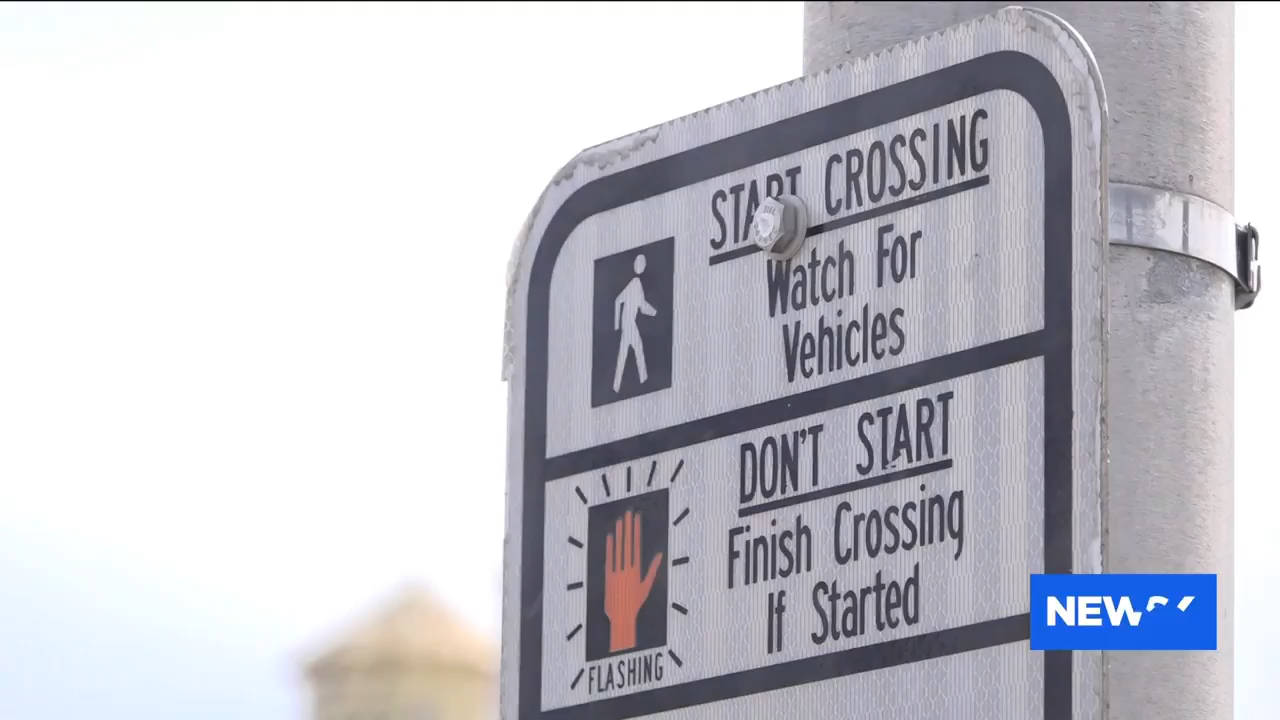 START CROSSING
Watch For
Vehicles
DON'T START
Finish Crossing
If Started
FLASHING